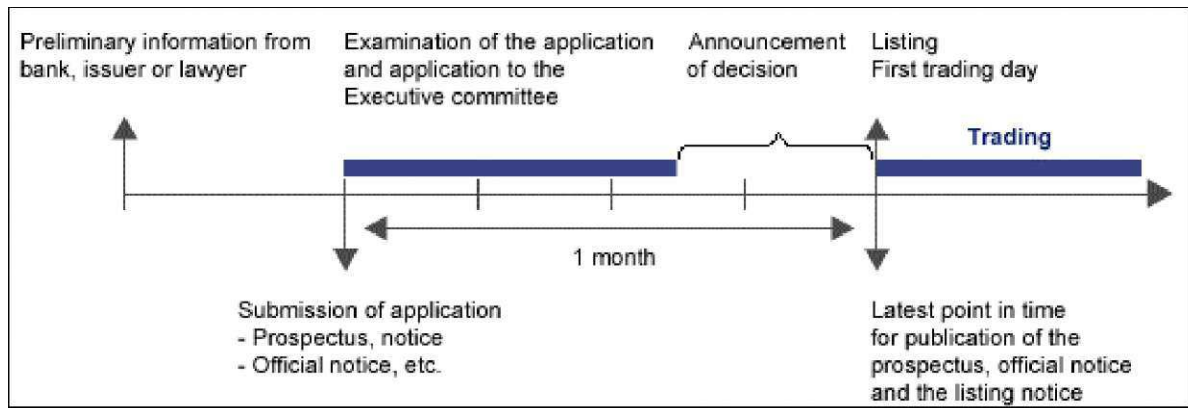 Preliminary information from
bank, issuer or lawyer
Examination of the application
and application to the
Executive committee
Announcement
of decision
Listing
First trading day
Trading
1 month
Submission of application
- Prospectus, notice
- Official notice, etc.
Latest point in time
for publication of the
prospectus, official notice
and the listing notice